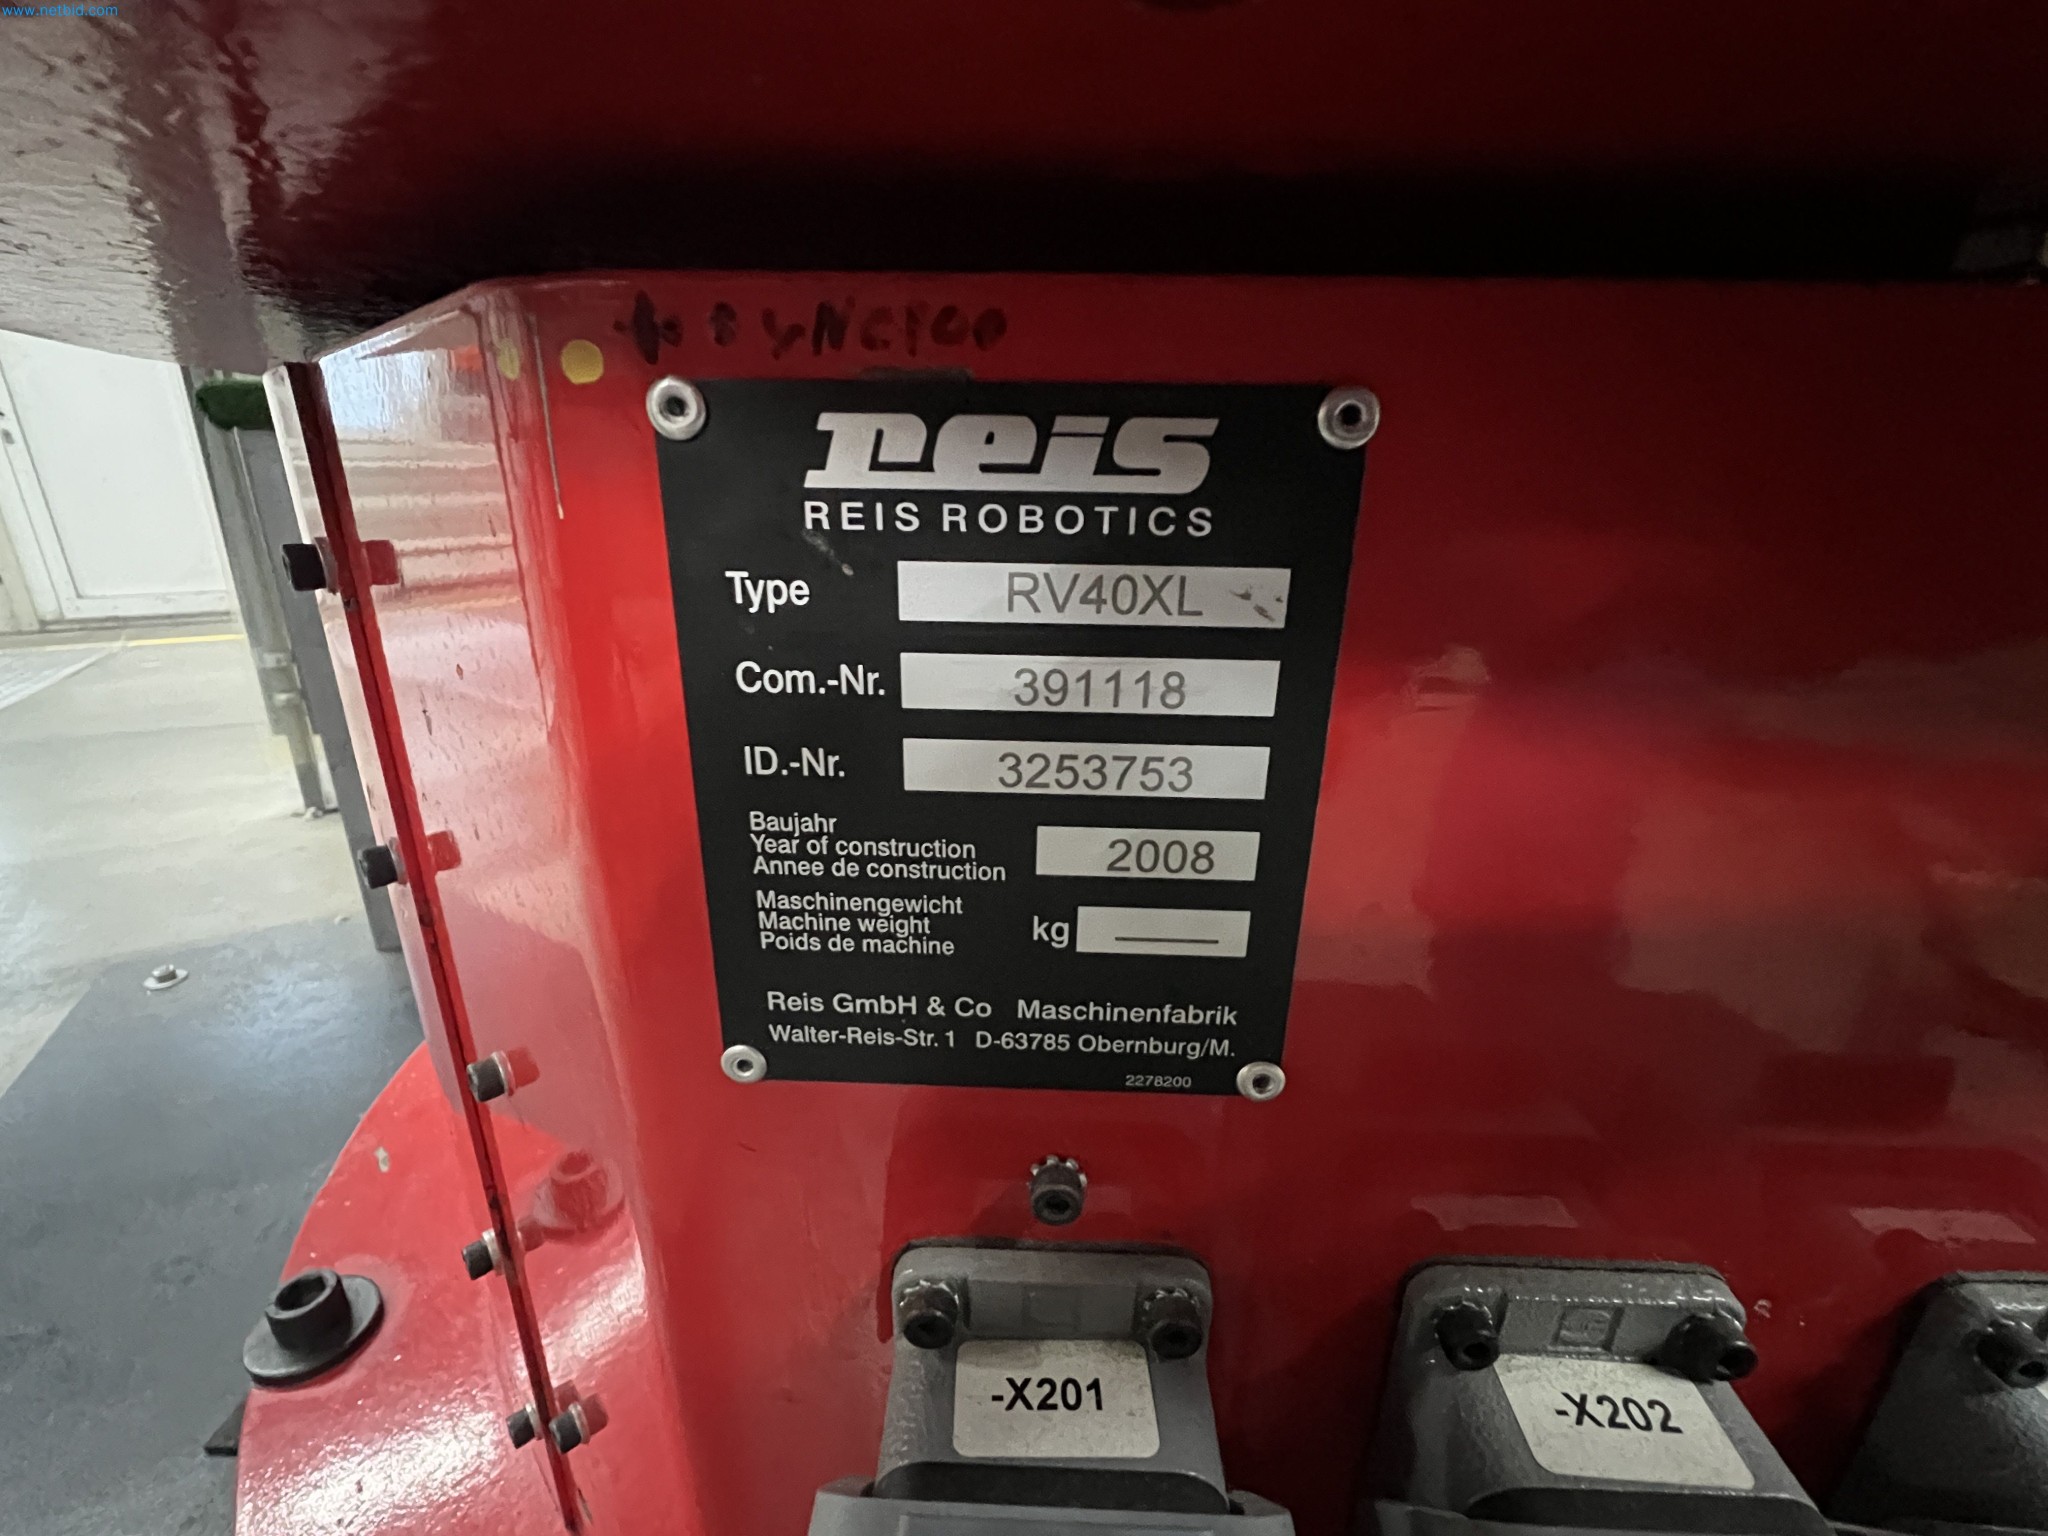 www.netbid.com
reis
REIS ROBOTICS
Type RV40XL
Com.-Nr. 391118
ID.-Nr. 3253753
Baujahr
Year of construction 2008
Annee de construction
Maschinengewicht
Machine weight kg
Poids de machine
Reis GmbH & Co Maschinenfabrik
Walter-Reis-Str. 1 D-63785 Obernburg/M.
2278200
-X201
-X202